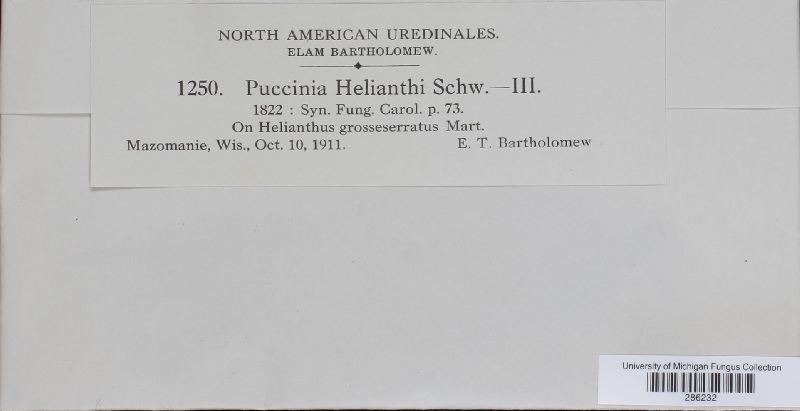 NORTH AMERICAN UREDINALES.
ELAM BARTHOLOMEW.
1250. Puccinia Helianthi Schw.—III.
1822 : Syn. Fung. Carol. p. 73.
On Helianthus grosseserratus Mart.
Mazomanie, Wis., Oct. 10, 1911. E. T. Bartholomew
University of Michigan Fungus Collection
286232